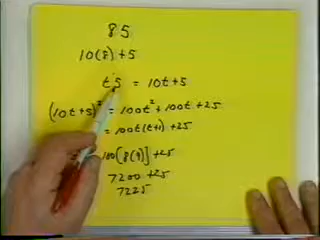 85
10(8)+5
t5 = 10t+5
(10t+5)² = 100t²+100t+25
= 100t(t+1)+25
100[8(9)]+25
7200+25
7225